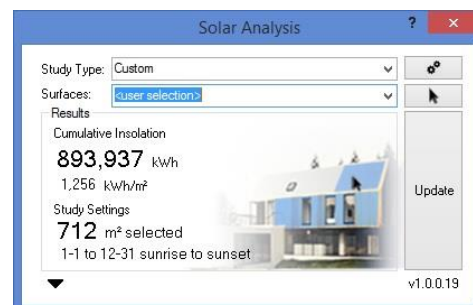 Solar Analysis ?
Study Type: Custom
Surfaces: <user selection>
Results
Cumulative Insolation
893,937 kWh
1,256 kWh/m²
Study Settings
712 m² selected
1-1 to 12-31 sunrise to sunset
Update
v1.0.0.19